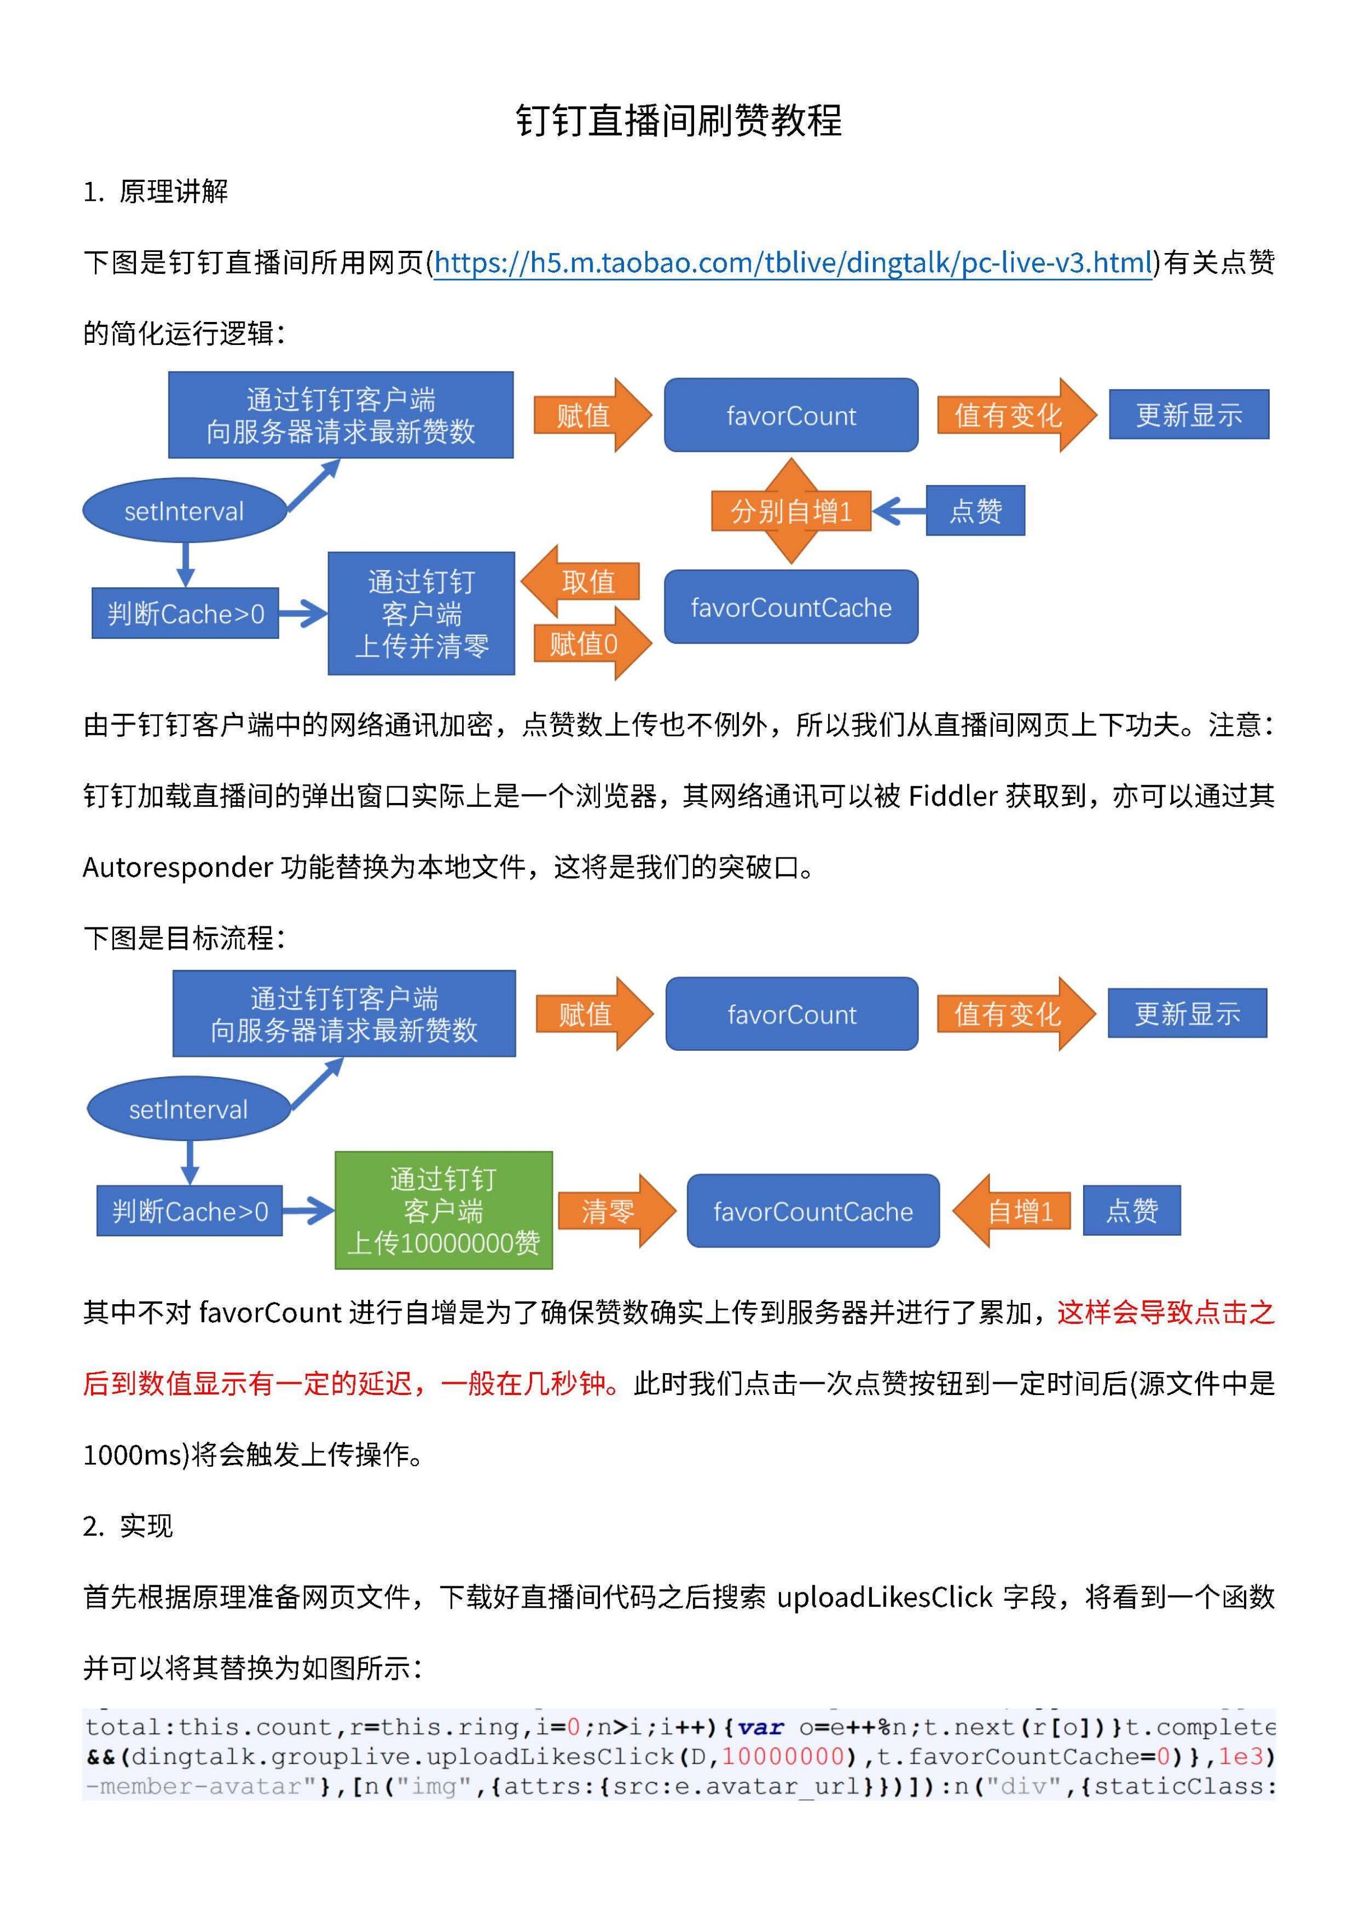 钉钉直播间刷赞教程
1. 原理讲解
下图是钉钉直播间所用网页(https://h5.m.taobao.com/tblive/dingtalk/pc-live-v3.html)有关点赞
的简化运行逻辑：
通过钉钉客户端
向服务器请求最新赞数
赋值
favorCount
值有变化
更新显示
setInterval
分别自增1
点赞
判断Cache>0
通过钉钉
客户端
上传并清零
取值
赋值0
favorCountCache
由于钉钉客户端中的网络通讯加密，点赞数上传也不例外，所以我们从直播间网页上下功夫。注意：
钉钉加载直播间的弹出窗口实际上是一个浏览器，其网络通讯可以被 Fiddler 获取到，亦可以通过其
Autoresponder 功能替换为本地文件，这将是我们的突破口。
下图是目标流程：
通过钉钉客户端
向服务器请求最新赞数
赋值
favorCount
值有变化
更新显示
setInterval
判断Cache>0
通过钉钉
客户端
上传10000000赞
清零
favorCountCache
自增1
点赞
其中不对 favorCount 进行自增是为了确保赞数确实上传到服务器并进行了累加，这样会导致点击之
后到数值显示有一定的延迟，一般在几秒钟。此时我们点击一次点赞按钮到一定时间后(源文件中是
1000ms)将会触发上传操作。
2. 实现
首先根据原理准备网页文件，下载好直播间代码之后搜索 uploadLikesClick 字段，将看到一个函数
并可以将其替换为如图所示：
total:this.count,r=this.ring,i=0;n>i;i++){var o=e++%n;t.next(r[o])}t.complete
&&(dingtalk.grouplive.uploadLikesClick(D,10000000),t.favorCountCache=0)},1e3)
-member-avatar"},[n("img",{attrs:{src:e.avatar_url}})]):n("div",{staticClass: